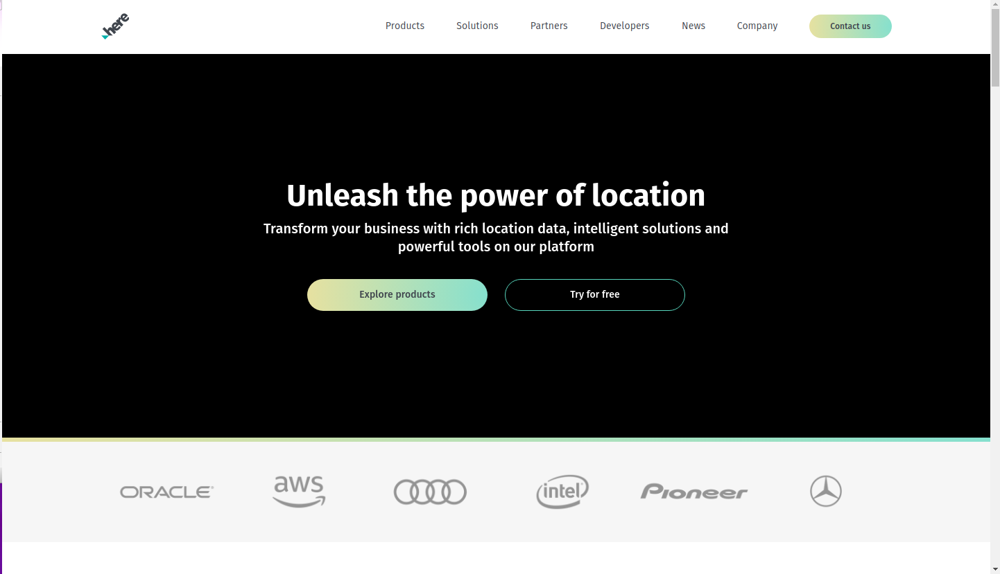 here
Products Solutions Partners Developers News Company Contact us
Unleash the power of location
Transform your business with rich location data, intelligent solutions and
powerful tools on our platform
Explore products Try for free
ORACLE aws intel Pioneer